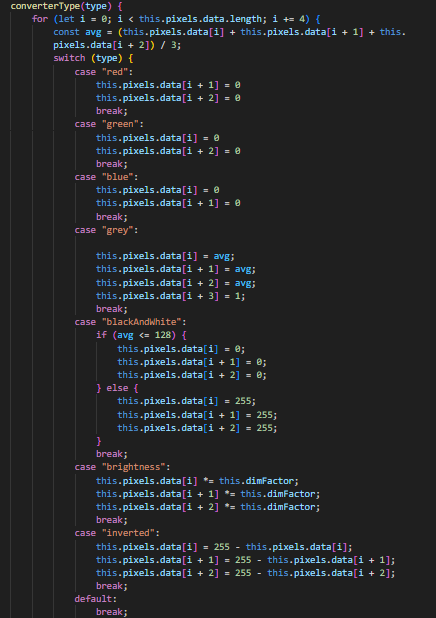 converterType(type) {
for (let i = 0; i < this.pixels.data.length; i += 4) {
const avg = (this.pixels.data[i] + this.pixels.data[i + 1] + this.
pixels.data[i + 2]) / 3;
switch (type) {
case "red":
this.pixels.data[i + 1] = 0
this.pixels.data[i + 2] = 0
break;
case "green":
this.pixels.data[i] = 0
this.pixels.data[i + 2] = 0
break;
case "blue":
this.pixels.data[i] = 0
this.pixels.data[i + 1] = 0
break;
case "grey":
this.pixels.data[i] = avg;
this.pixels.data[i + 1] = avg;
this.pixels.data[i + 2] = avg;
this.pixels.data[i + 3] = 1;
break;
case "blackAndWhite":
if (avg <= 128) {
this.pixels.data[i] = 0;
this.pixels.data[i + 1] = 0;
this.pixels.data[i + 2] = 0;
} else {
this.pixels.data[i] = 255;
this.pixels.data[i + 1] = 255;
this.pixels.data[i + 2] = 255;
}
break;
case "brightness":
this.pixels.data[i] *= this.dimFactor;
this.pixels.data[i + 1] *= this.dimFactor;
this.pixels.data[i + 2] *= this.dimFactor;
break;
case "inverted":
this.pixels.data[i] = 255 - this.pixels.data[i];
this.pixels.data[i + 1] = 255 - this.pixels.data[i + 1];
this.pixels.data[i + 2] = 255 - this.pixels.data[i + 2];
break;
default:
break;